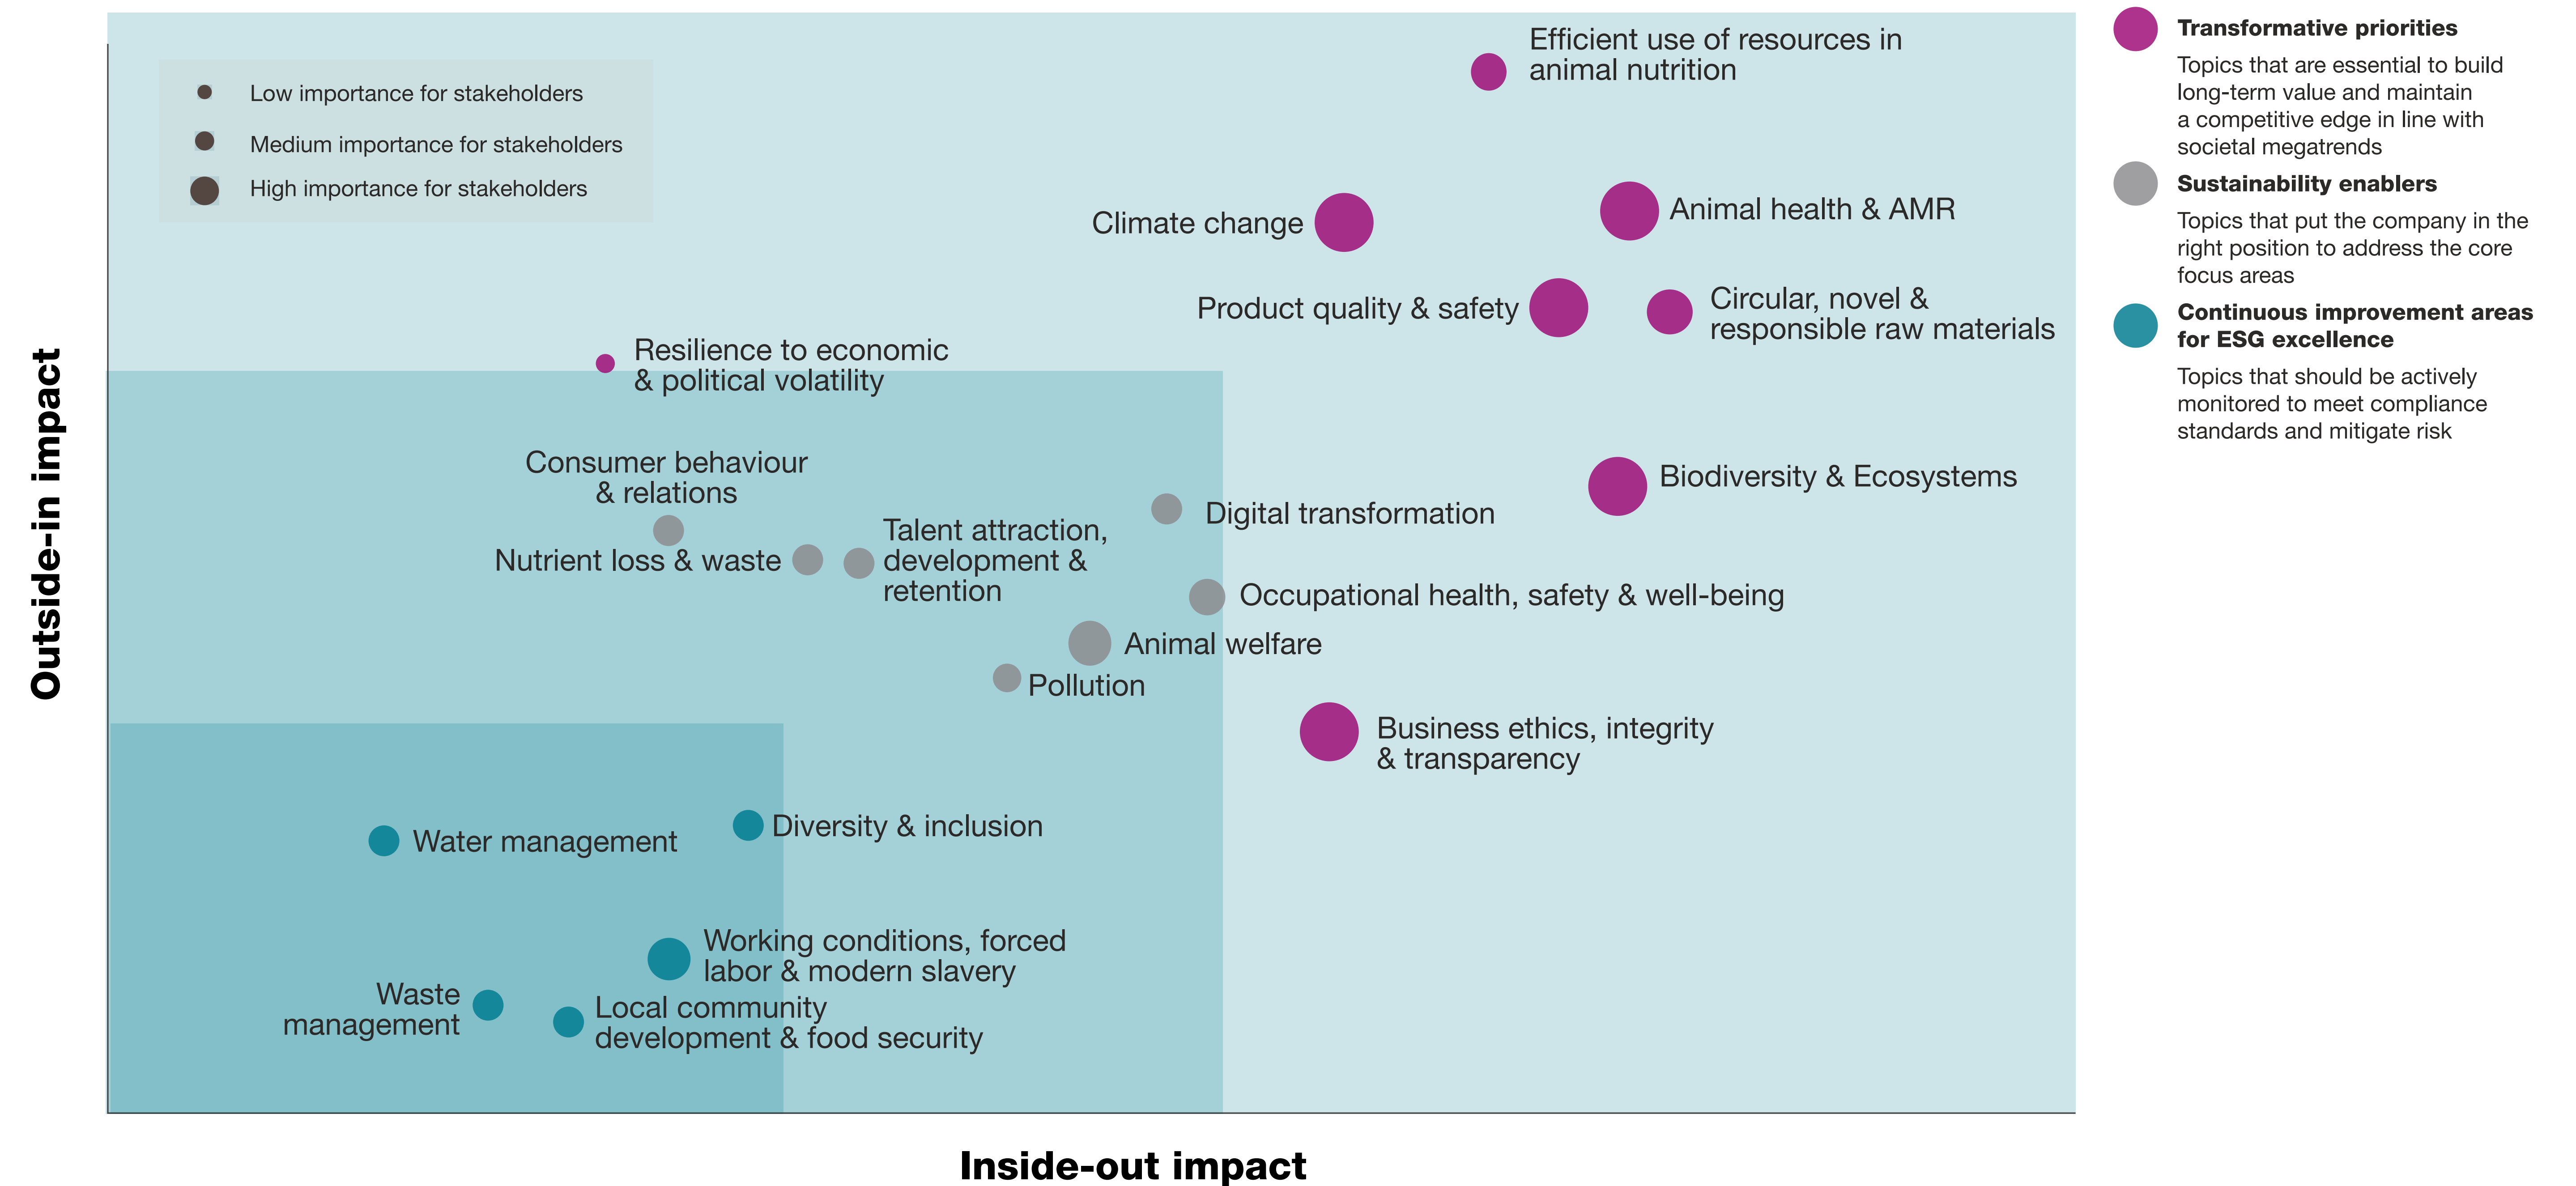 Efficient use of resources in
animal nutrition
Low importance for stakeholders
Medium importance for stakeholders
High importance for stakeholders
Climate change
Animal health & AMR
Product quality & safety
Circular, novel &
responsible raw materials
Resilience to economic
& political volatility
Consumer behaviour
& relations
Biodiversity & Ecosystems
Digital transformation
Nutrient loss & waste
Talent attraction,
development &
retention
Occupational health, safety & well-being
Animal welfare
Pollution
Business ethics, integrity
& transparency
Diversity & inclusion
Water management
Working conditions, forced
labor & modern slavery
Waste
management
Local community
development & food security
Outside-in impact
Inside-out impact
Transformative priorities
Topics that are essential to build
long-term value and maintain
a competitive edge in line with
societal megatrends
Sustainability enablers
Topics that put the company in the
right position to address the core
focus areas
Continuous improvement areas
for ESG excellence
Topics that should be actively
monitored to meet compliance
standards and mitigate risk